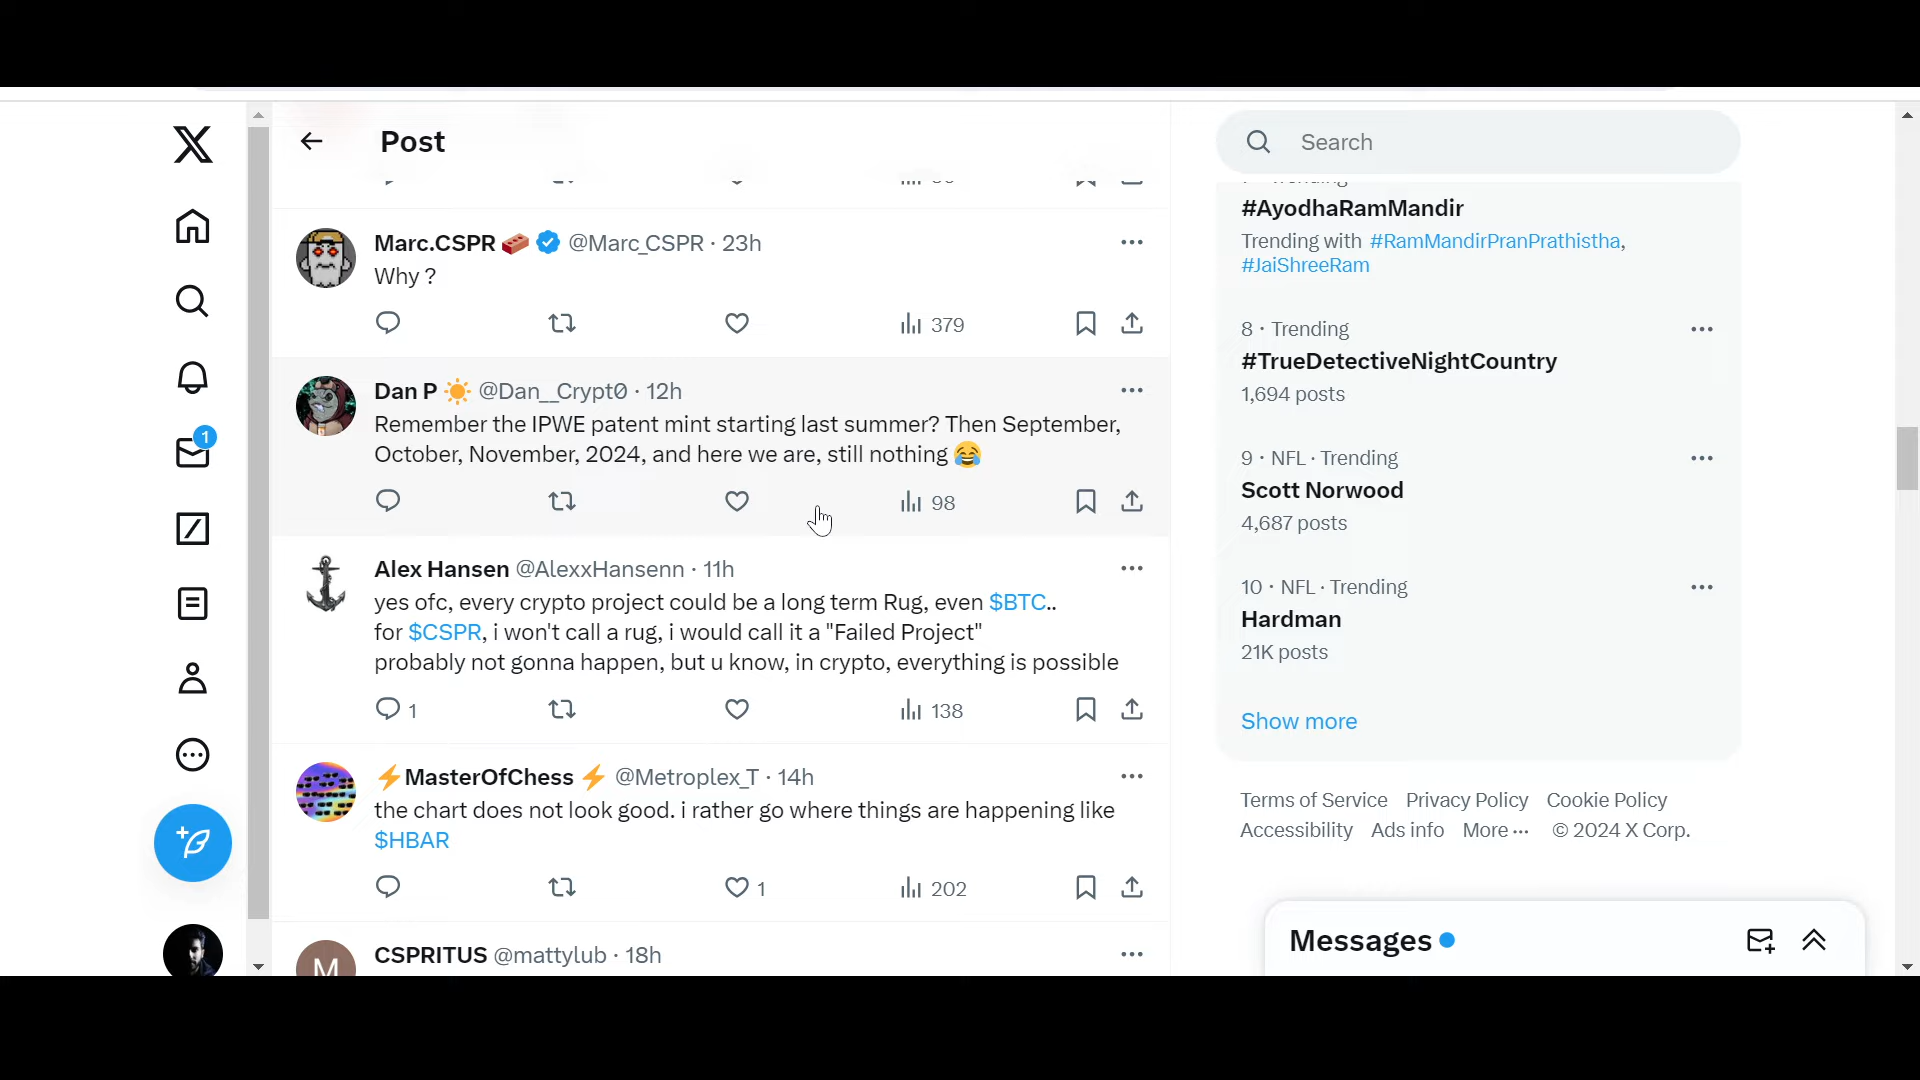 Post
Search
Marc.CSPR 🧱 @Marc_CSPR · 23h
Why ?
379
Dan P ☀️ @Dan__Crypt0 · 12h
Remember the IPWE patent mint starting last summer? Then September,
October, November, 2024, and here we are, still nothing 😂
98
Alex Hansen @AlexxHansenn · 11h
yes ofc, every crypto project could be a long term Rug, even $BTC..
for $CSPR, i won't call a rug, i would call it a "Failed Project"
probably not gonna happen, but u know, in crypto, everything is possible
1 138
⚡MasterOfChess ⚡ @Metroplex_T · 14h
the chart does not look good. i rather go where things are happening like
$HBAR
1 202
CSPRITUS @mattylub · 18h
M
1
#AyodhaRamMandir
Trending with #RamMandirPranPrathistha,
#JaiShreeRam
8 · Trending
#TrueDetectiveNightCountry
1,694 posts
9 · NFL · Trending
Scott Norwood
4,687 posts
10 · NFL · Trending
Hardman
21K posts
Show more
Terms of Service Privacy Policy Cookie Policy
Accessibility Ads info More ··· © 2024 X Corp.
Messages